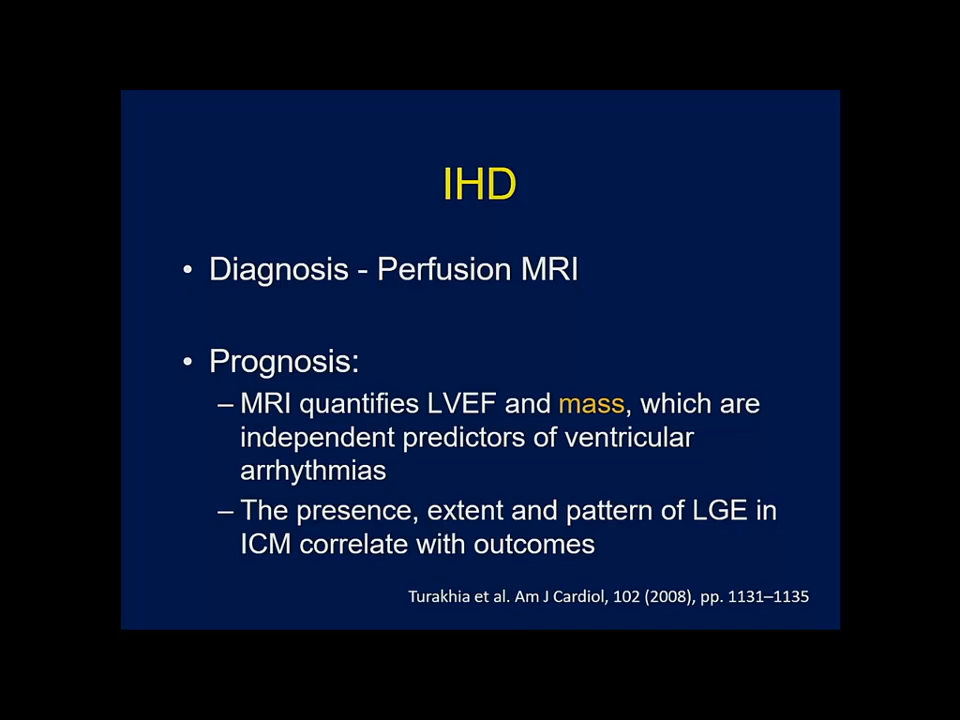 IHD
• Diagnosis - Perfusion MRI
• Prognosis:
– MRI quantifies LVEF and mass, which are
independent predictors of ventricular
arrhythmias
– The presence, extent and pattern of LGE in
ICM correlate with outcomes
Turakhia et al. Am J Cardiol, 102 (2008), pp. 1131–1135